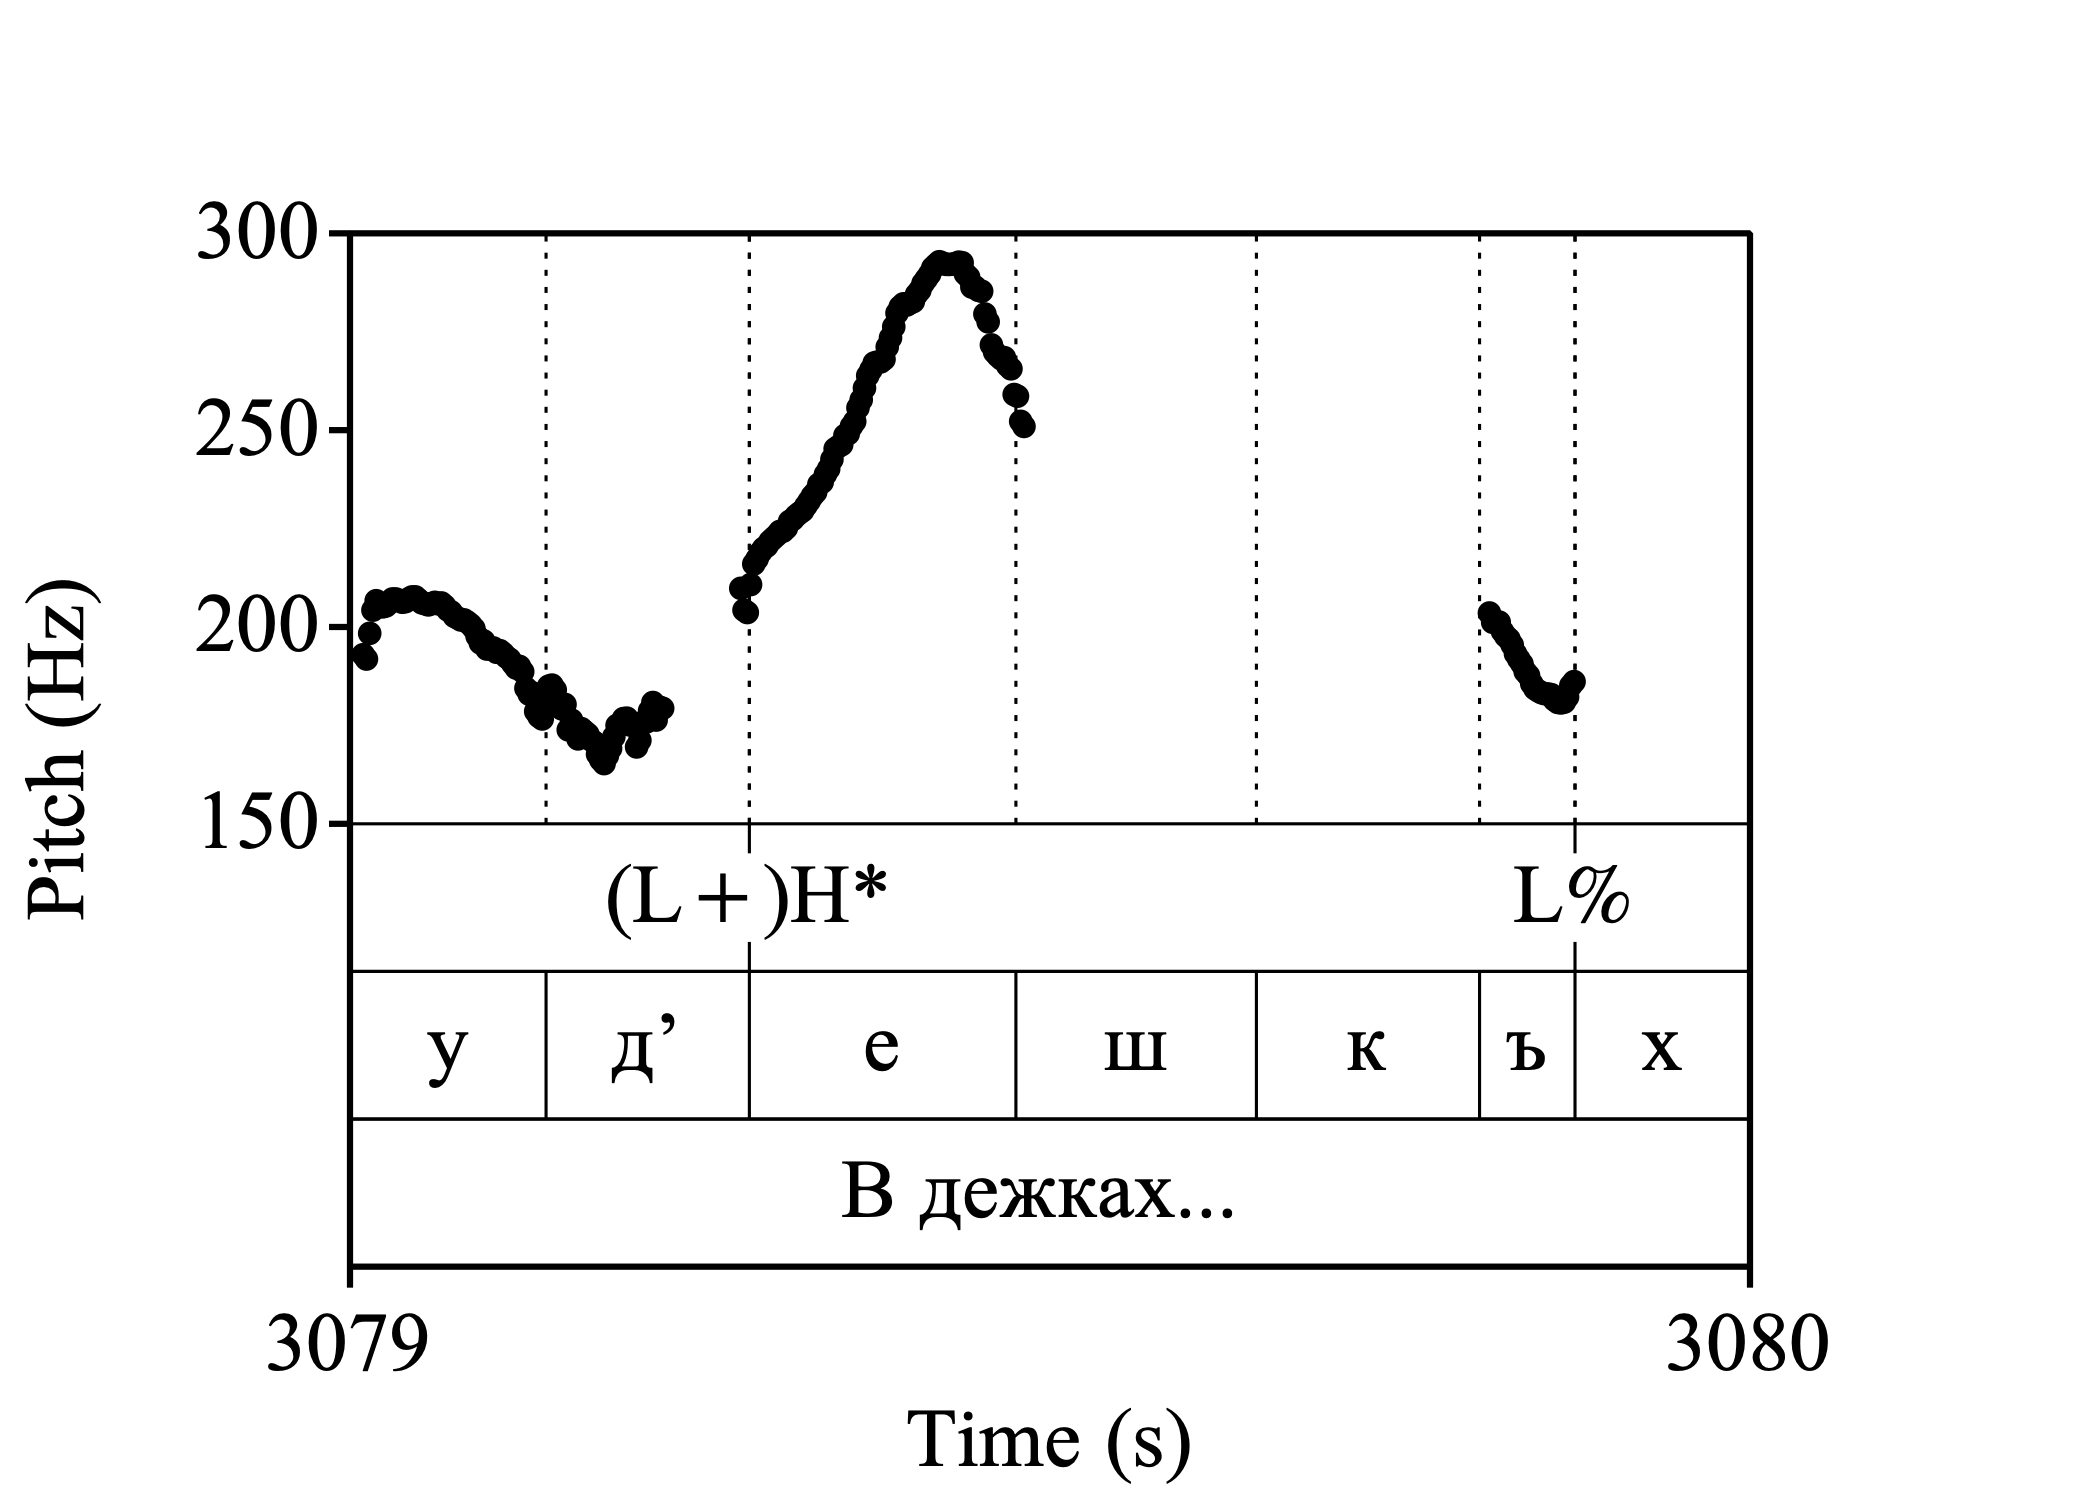 300
250
200
150
Pitch (Hz)
(L+)H* L%
у д’ е ш к ъ х
В дежках...
3079 3080
Time (s)